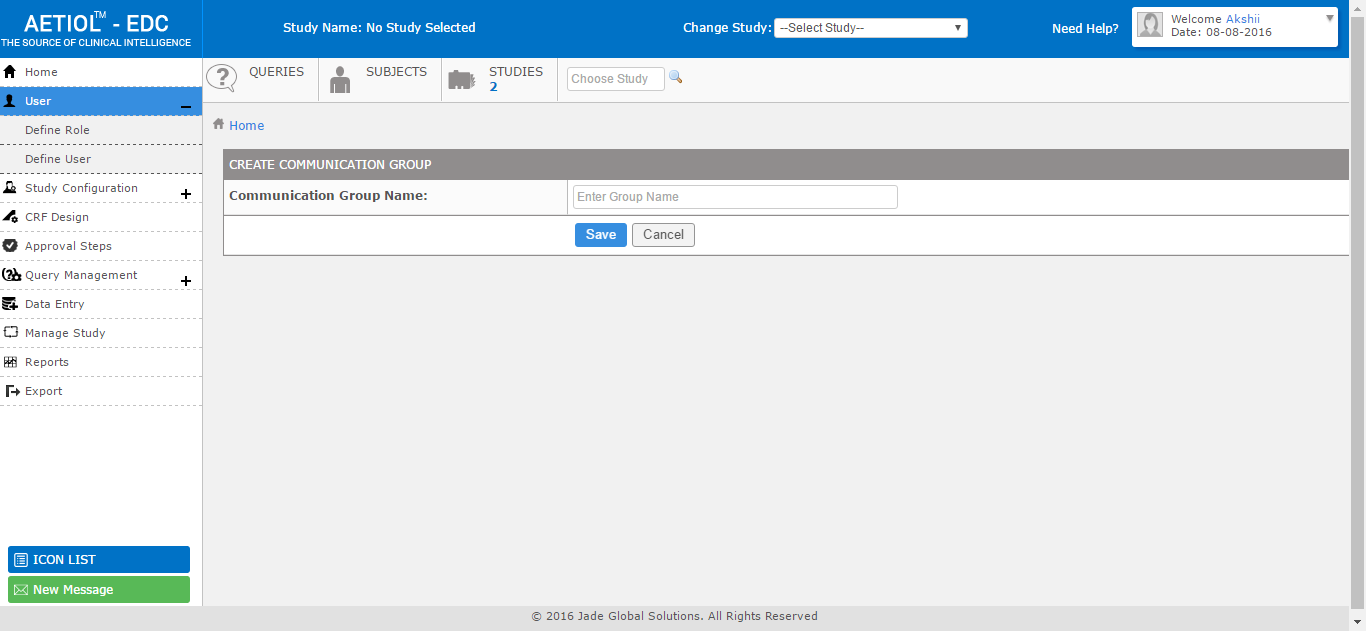 AETIOL™ - EDC
THE SOURCE OF CLINICAL INTELLIGENCE
Study Name: No Study Selected
Change Study: --Select Study--
Need Help?
Welcome Akshii
Date: 08-08-2016
Home
User
Define Role
Define User
Study Configuration
CRF Design
Approval Steps
Query Management
Data Entry
Manage Study
Reports
Export
ICON LIST
New Message
QUERIES
SUBJECTS
STUDIES
2
Choose Study
Home
CREATE COMMUNICATION GROUP
Communication Group Name: Enter Group Name
Save Cancel
© 2016 Jade Global Solutions. All Rights Reserved